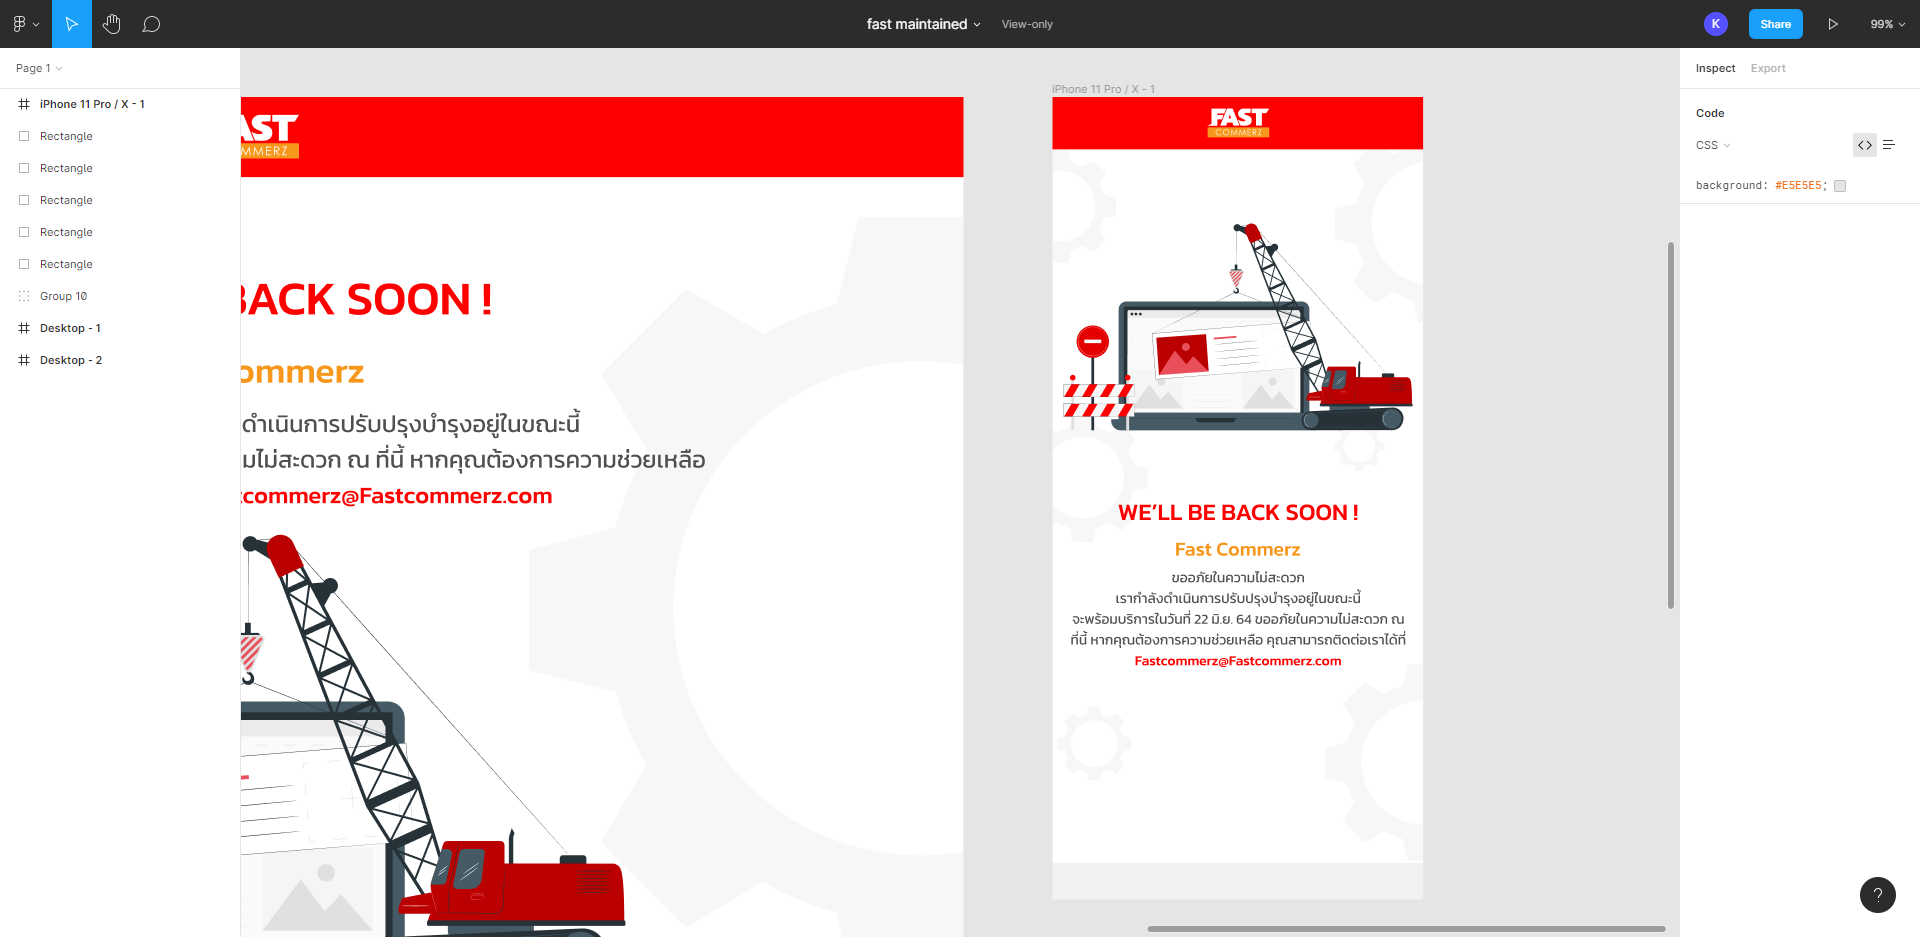 fast maintained
View-only
K
Share
99%
Page 1
iPhone 11 Pro / X - 1
Rectangle
Rectangle
Rectangle
Rectangle
Rectangle
Group 10
Desktop - 1
Desktop - 2
AST
MMERZ
BACK SOON !
ommerz
ดำเนินการปรับปรุงบำรุงอยู่ในขณะนี้
มไม่สะดวก ณ ที่นี้ หากคุณต้องการความช่วยเหลือ
tcommerz@Fastcommerz.com
iPhone 11 Pro / X - 1
FAST
COMMERZ
WE'LL BE BACK SOON !
Fast Commerz
ขออภัยในความไม่สะดวก
เรากำลังดำเนินการปรับปรุงบำรุงอยู่ในขณะนี้
จะพร้อมบริการในวันที่ 22 มิ.ย. 64 ขออภัยในความไม่สะดวก ณ
ที่นี้ หากคุณต้องการความช่วยเหลือ คุณสามารถติดต่อเราได้ที่
Fastcommerz@Fastcommerz.com
Inspect
Export
Code
CSS
background: #E5E5E5;
?